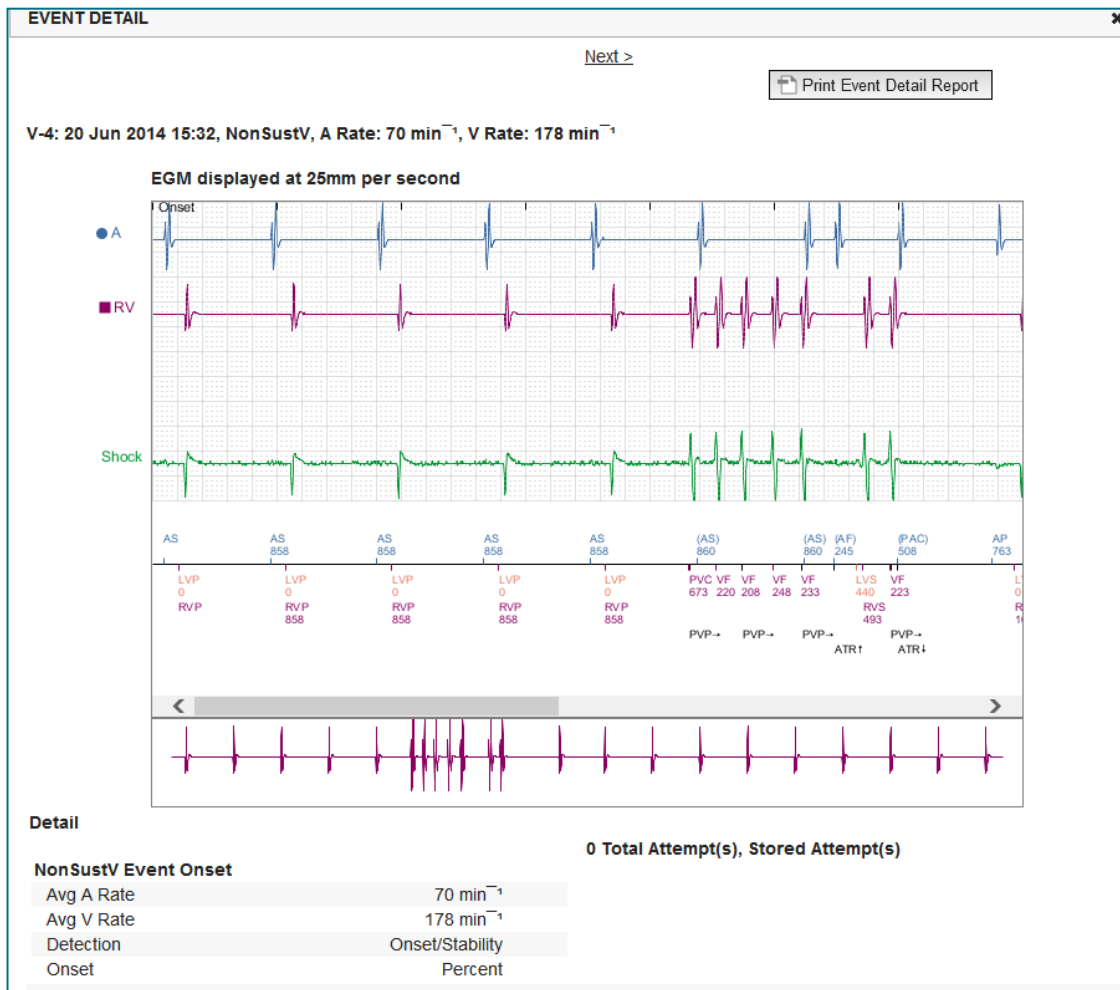 EVENT DETAIL ×
Next >
Print Event Detail Report
V-4: 20 Jun 2014 15:32, NonSustV, A Rate: 70 min⁻¹, V Rate: 178 min⁻¹
EGM displayed at 25mm per second
Onset
A
RV
Shock
AS AS AS AS AS (AS) (AS) (AF) (PAC) AP
858 858 858 858 860 860 245 508 763
LVP LVP LVP LVP LVP PVC VF VF VF VF LVS VF
0 0 0 0 0 673 220 208 248 233 440 223
RVP RVP RVP RVP RVP RVS
858 858 858 858 493
PVP→ PVP→ PVP→ PVP→
ATR↑ ATR↓
Detail
0 Total Attempt(s), Stored Attempt(s)
NonSustV Event Onset
Avg A Rate 70 min⁻¹
Avg V Rate 178 min⁻¹
Detection Onset/Stability
Onset Percent